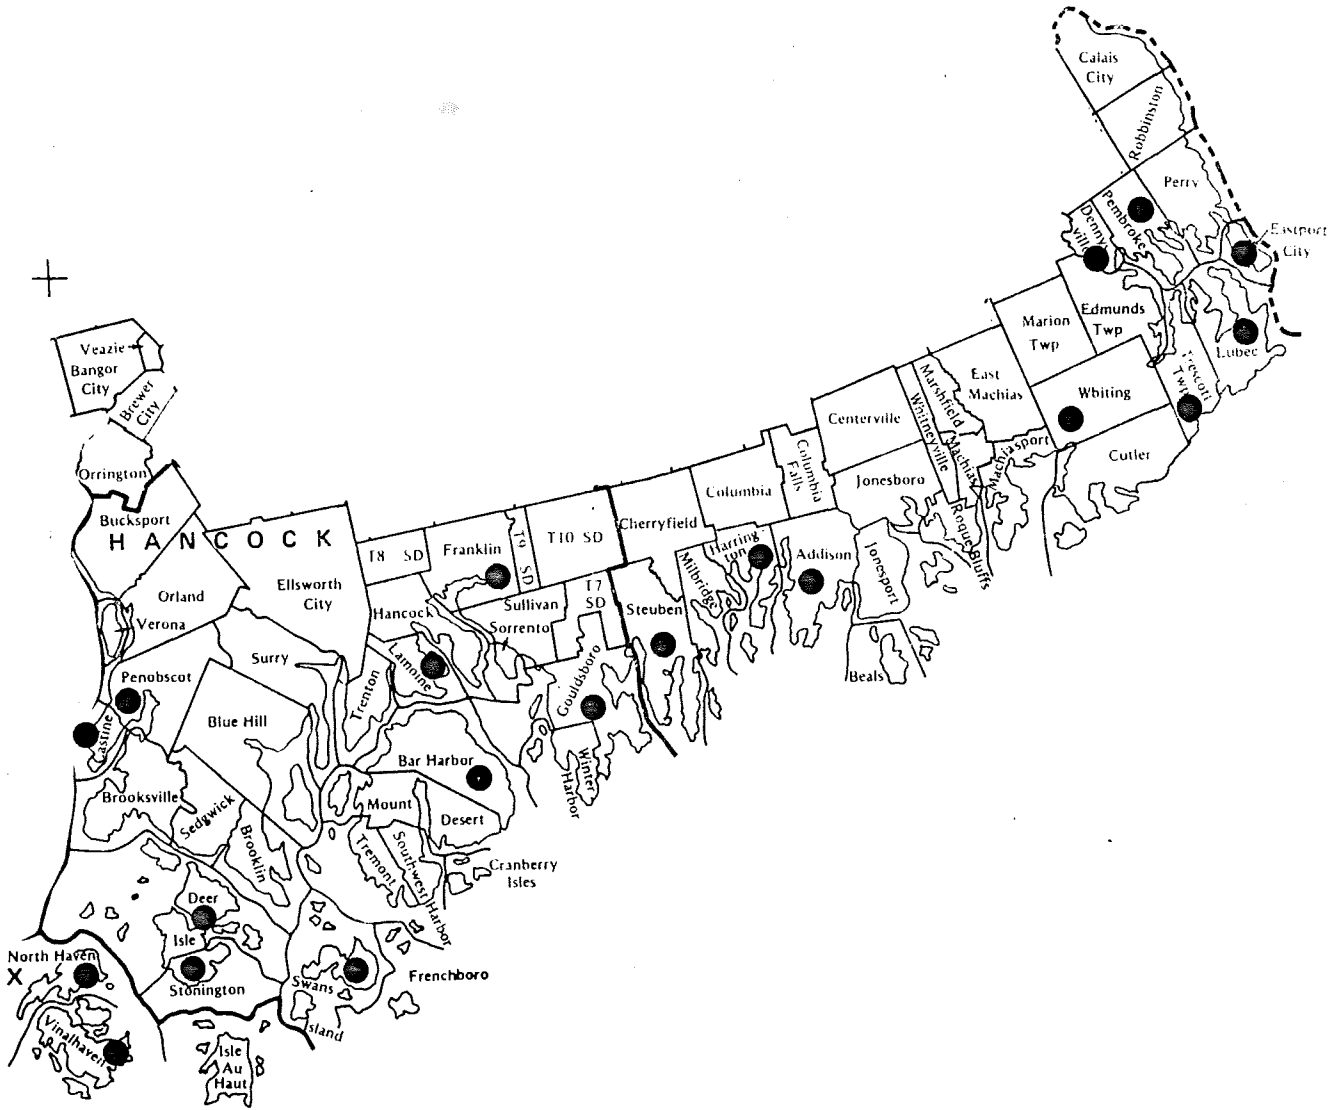 Calais
City
Robbinston
Perry
Pembroke
Denny
ville
Eastport
City
Edmunds
Twp
Marion
Twp
Lubec
Trescott
Twp
Whiting
Cutler
East
Machias
Marshfield
Whitneyville
Machias
Machiasport
Centerville
Columbia
Falls
Jonesboro
Roque Bluffs
Columbia
Cherryfield
Harring
ton
Addison
Jonesport
Beals
Milbridge
Steuben
Veazie
Bangor
City
Brewer
City
Orrington
Bucksport
HANCOCK
T8 SD
Franklin
T9
SD
T10 SD
Ellsworth
City
Orland
Verona
Hancock
Sullivan
Sorrento
T7
SD
Surry
Lamoine
Trenton
Gouldsboro
Penobscot
Castine
Blue Hill
Bar Harbor
Winter
Harbor
Brooksville
Sedgwick
Brooklin
Mount
Desert
Tremont
Southwest
Harbor
Cranberry
Isles
Deer
Isle
Stonington
Swans
Island
Frenchboro
North Haven
X
Vinalhaven
Isle
Au
Haut